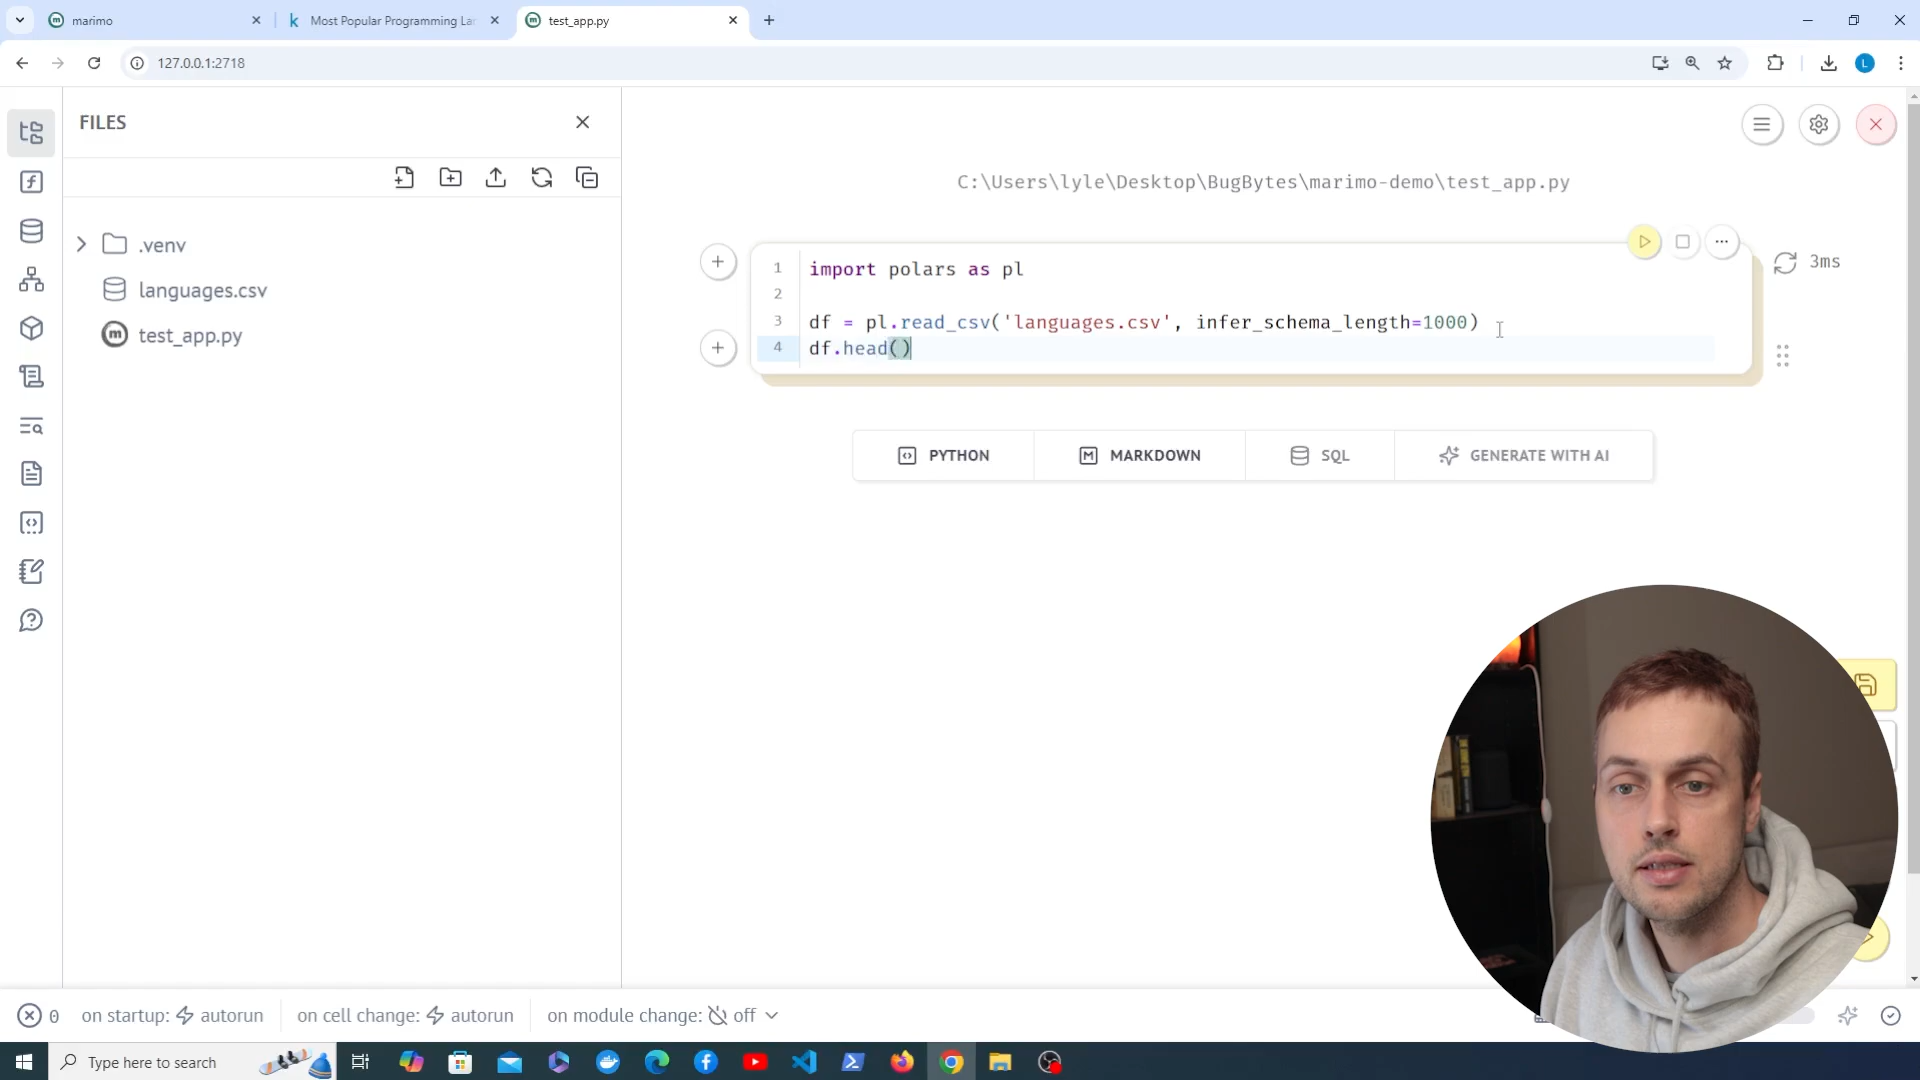 marimo
Most Popular Programming La
test_app.py
127.0.0.1:2718
FILES
.venv
languages.csv
test_app.py
C:\Users\lyle\Desktop\BugBytes\marimo-demo\test_app.py
1 import polars as pl
2
3 df = pl.read_csv('languages.csv', infer_schema_length=1000)
4 df.head()
3ms
PYTHON
MARKDOWN
SQL
GENERATE WITH AI
0
on startup: autorun
on cell change: autorun
on module change: off
Type here to search
L